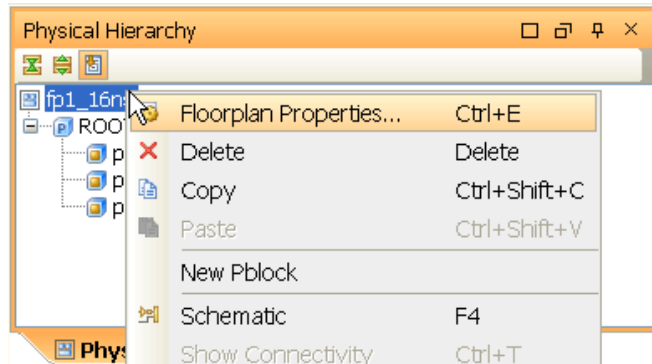 Physical Hierarchy
fp1_16ns
ROOT
p
Floorplan Properties... Ctrl+E
p
Delete Delete
p
Copy Ctrl+Shift+C
Paste Ctrl+Shift+V
New Pblock
Schematic F4
Phys
Show Connectivity Ctrl+T